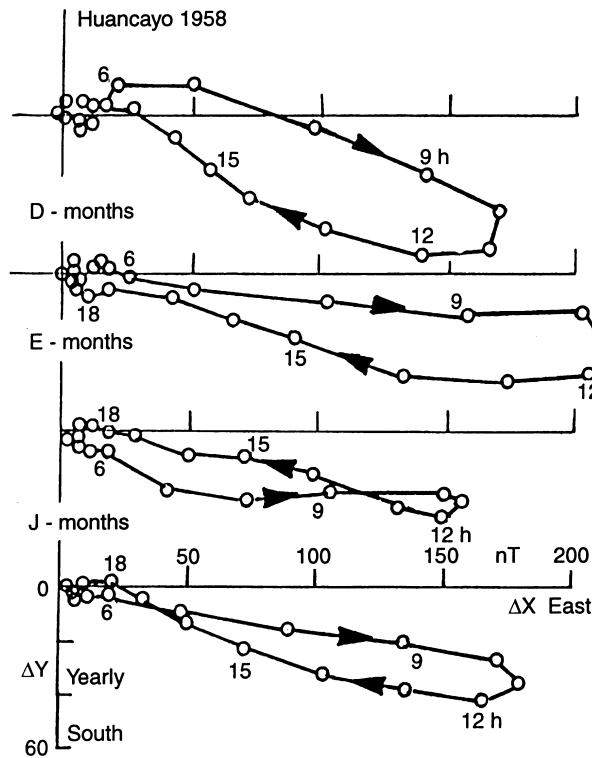 Huancayo 1958
6
9 h
15
12
D - months
6
9
18
15
12
E - months
18
15
6
9
12 h
J - months
18
50
100
150
nT
200
0
6
ΔX East
9
15
ΔY
Yearly
12 h
South
60